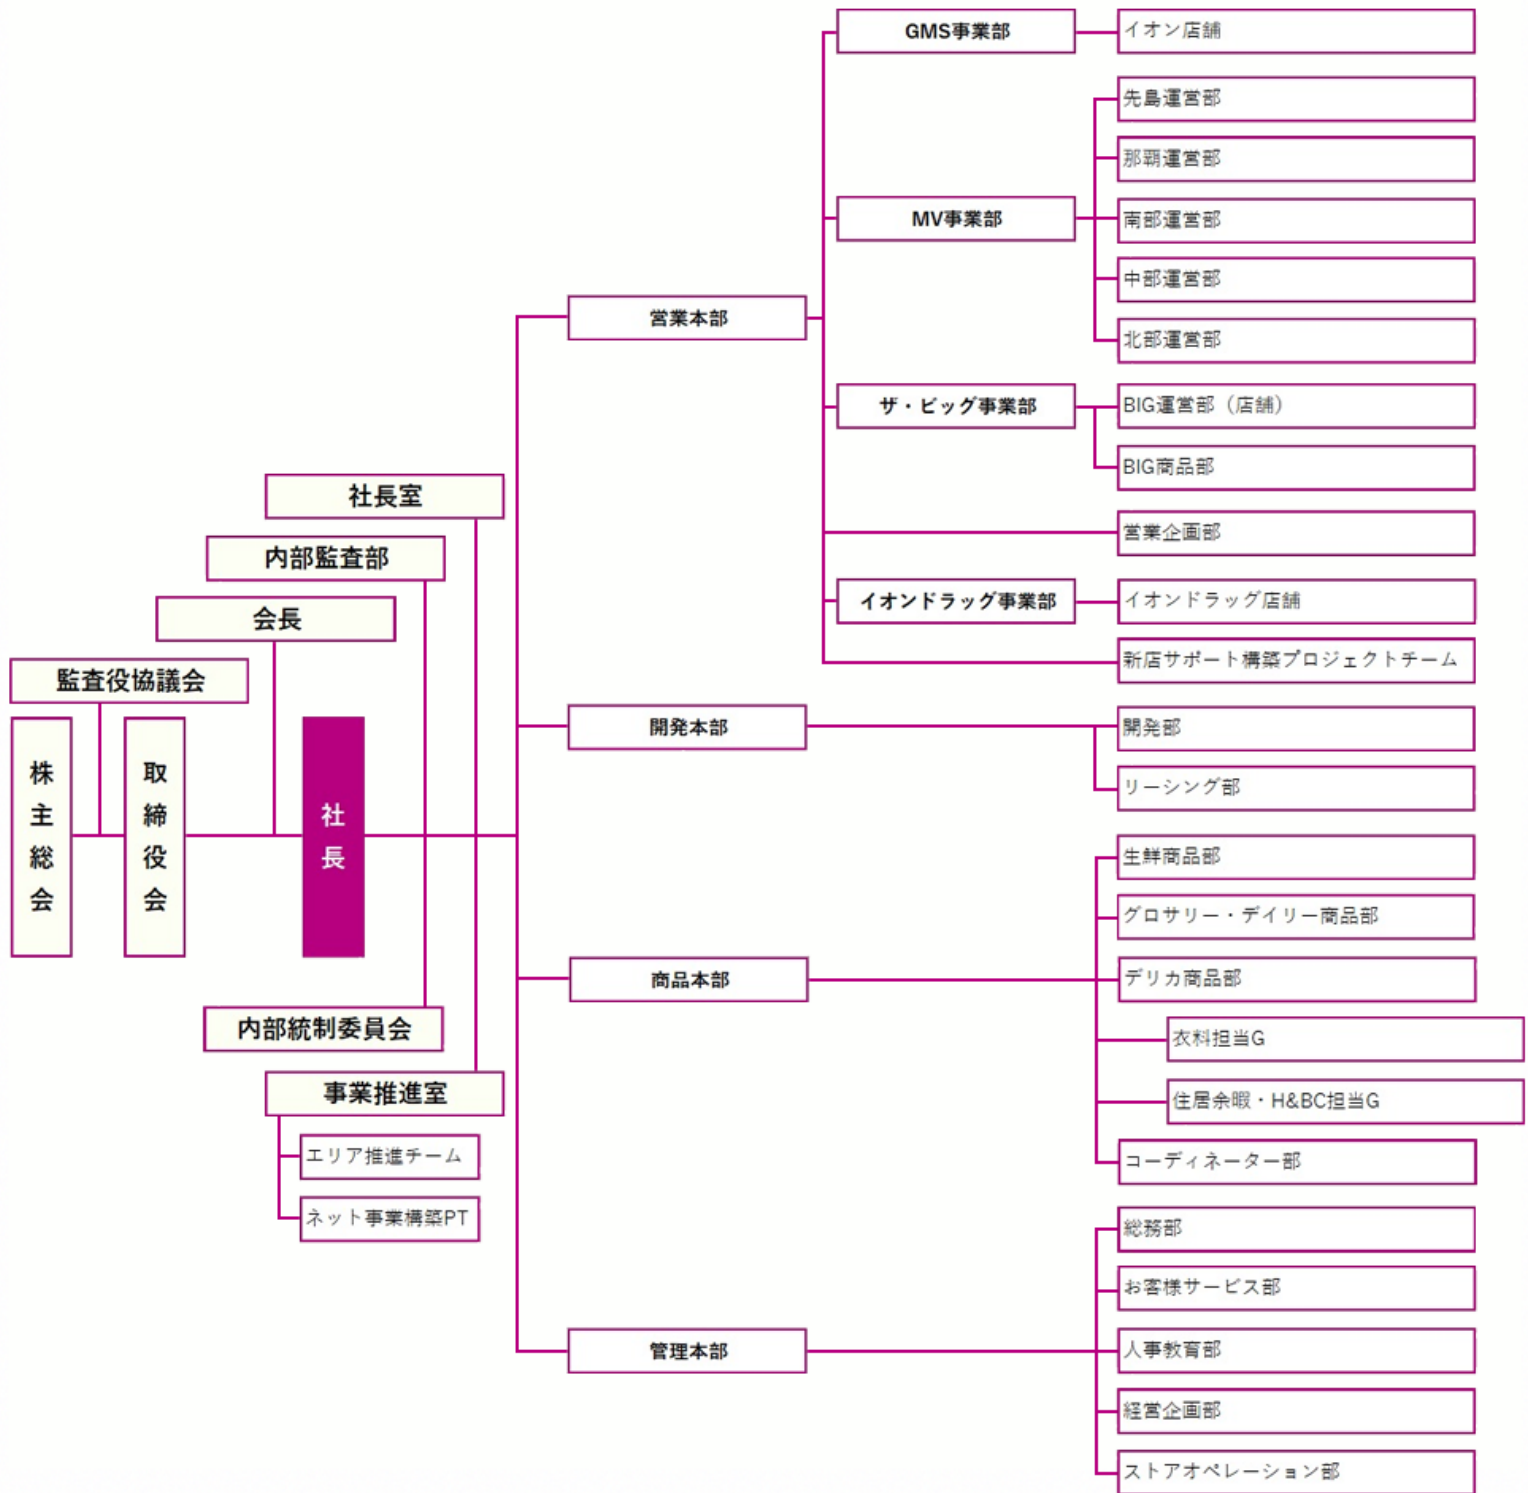 株主総会
監査役協議会
取締役会
会長
社長
内部監査部
社長室
内部統制委員会
事業推進室
エリア推進チーム
ネット事業構築PT
営業本部
GMS事業部
イオン店舗
MV事業部
先島運営部
那覇運営部
南部運営部
中部運営部
北部運営部
ザ・ビッグ事業部
BIG運営部（店舗）
BIG商品部
営業企画部
イオンドラッグ事業部
イオンドラッグ店舗
新店サポート構築プロジェクトチーム
開発本部
開発部
リーシング部
商品本部
生鮮商品部
グロサリー・デイリー商品部
デリカ商品部
衣料担当G
住居余暇・H&BC担当G
コーディネーター部
管理本部
総務部
お客様サービス部
人事教育部
経営企画部
ストアオペレーション部